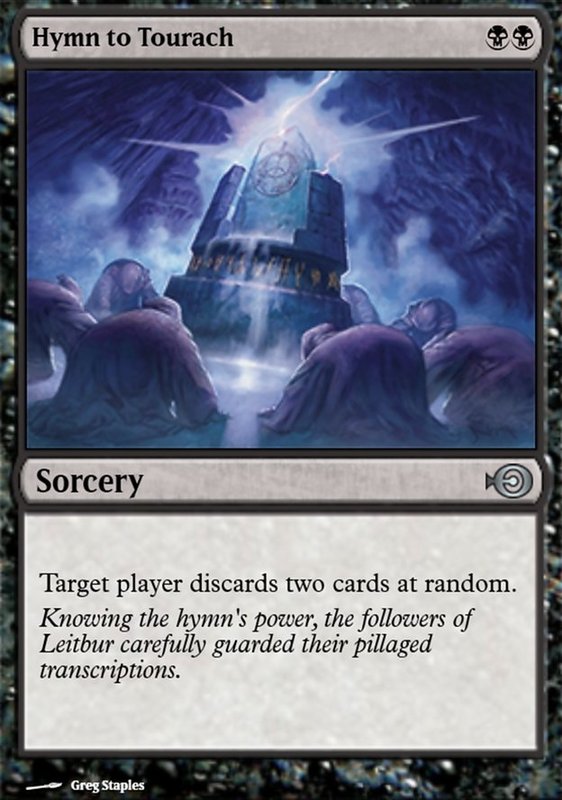 Hymn to Tourach
Sorcery
Target player discards two cards at random.
Knowing the hymn's power, the followers of
Leitbur carefully guarded their pillaged
transcriptions.
Greg Staples